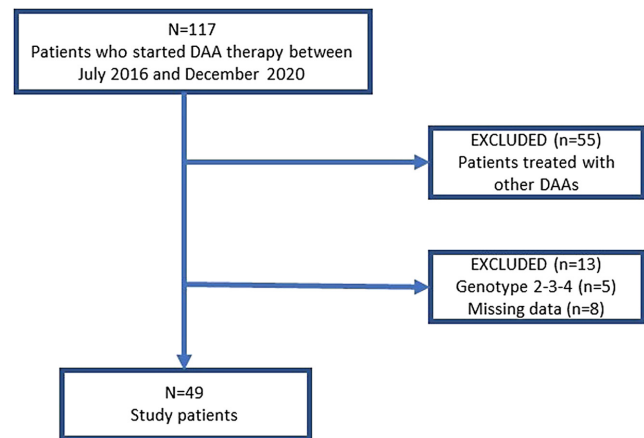 N=117
Patients who started DAA therapy between
July 2016 and December 2020
EXCLUDED (n=55)
Patients treated with
other DAAs
EXCLUDED (n=13)
Genotype 2-3-4 (n=5)
Missing data (n=8)
N=49
Study patients